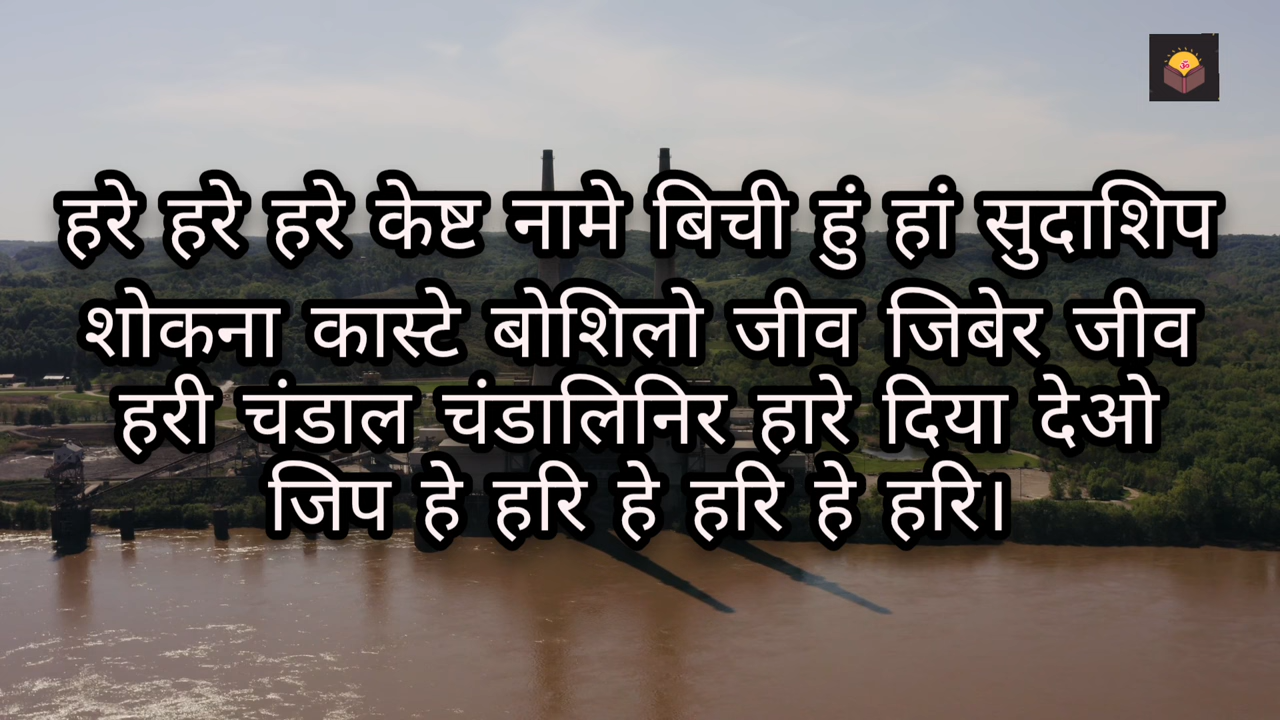 हरे हरे हरे केष्ट नामे बिची हुं हां सुदाशिप
शोकना कास्टे बोशिलो जीव जिबेर जीव
हरी चंडाल चंडालिनिर हारे दिया देओ
जिप हे हरि हे हरि हे हरि।
ॐ